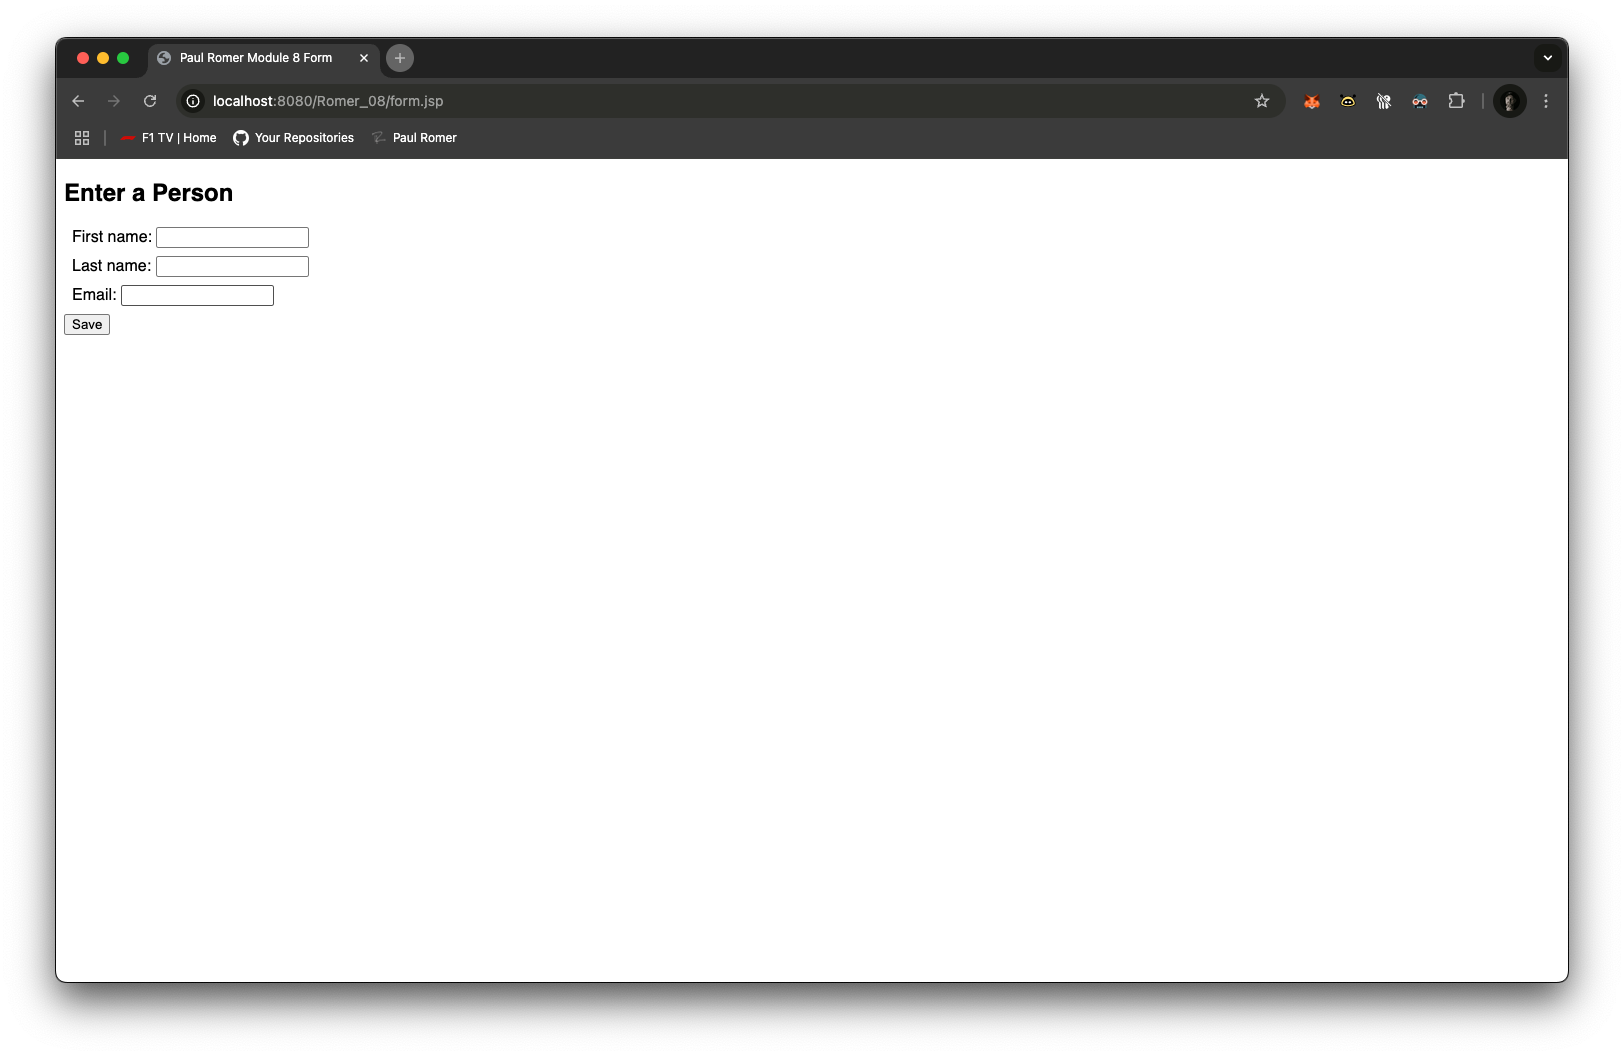 Paul Romer Module 8 Form
localhost:8080/Romer_08/form.jsp
F1 TV | Home Your Repositories Paul Romer
Enter a Person
First name:
Last name:
Email:
Save